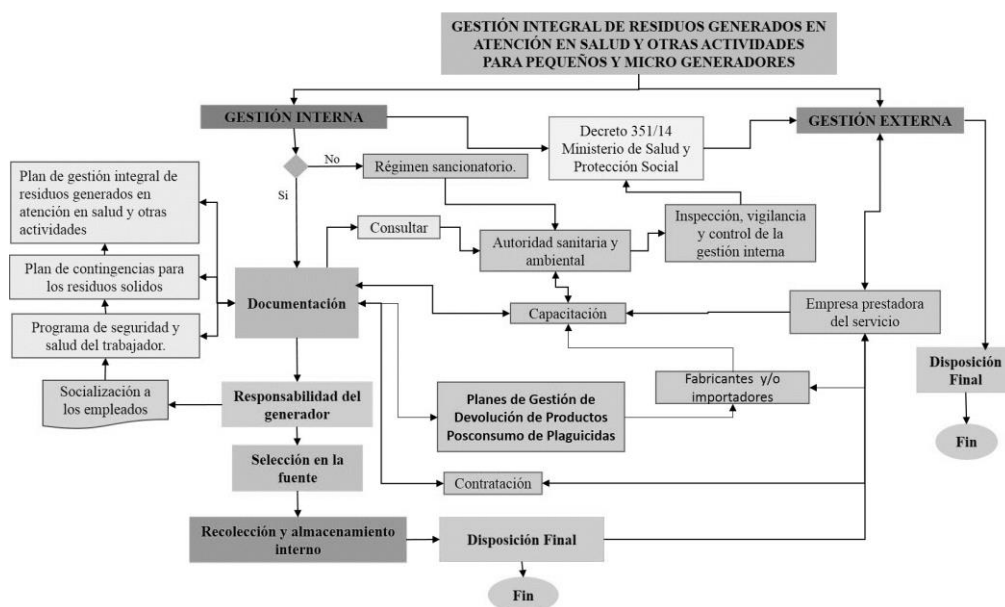 GESTIÓN INTEGRAL DE RESIDUOS GENERADOS EN
ATENCIÓN EN SALUD Y OTRAS ACTIVIDADES
PARA PEQUEÑOS Y MICRO GENERADORES
GESTIÓN INTERNA
Decreto 351/14
Ministerio de Salud y
Protección Social
GESTIÓN EXTERNA
No
Régimen sancionatorio.
Si
Plan de gestión integral de
residuos generados en
atención en salud y otras
actividades
Consultar
Autoridad sanitaria y
ambiental
Inspección, vigilancia
y control de la
gestión interna
Plan de contingencias para
los residuos solidos
Documentación
Capacitación
Empresa prestadora
del servicio
Programa de seguridad y
salud del trabajador.
Socialización a
los empleados
Responsabilidad del
generador
Planes de Gestión de
Devolución de Productos
Posconsumo de Plaguicidas
Fabricantes y/o
importadores
Disposición
Final
Fin
Selección en la
fuente
Contratación
Recolección y almacenamiento
interno
Disposición Final
Fin